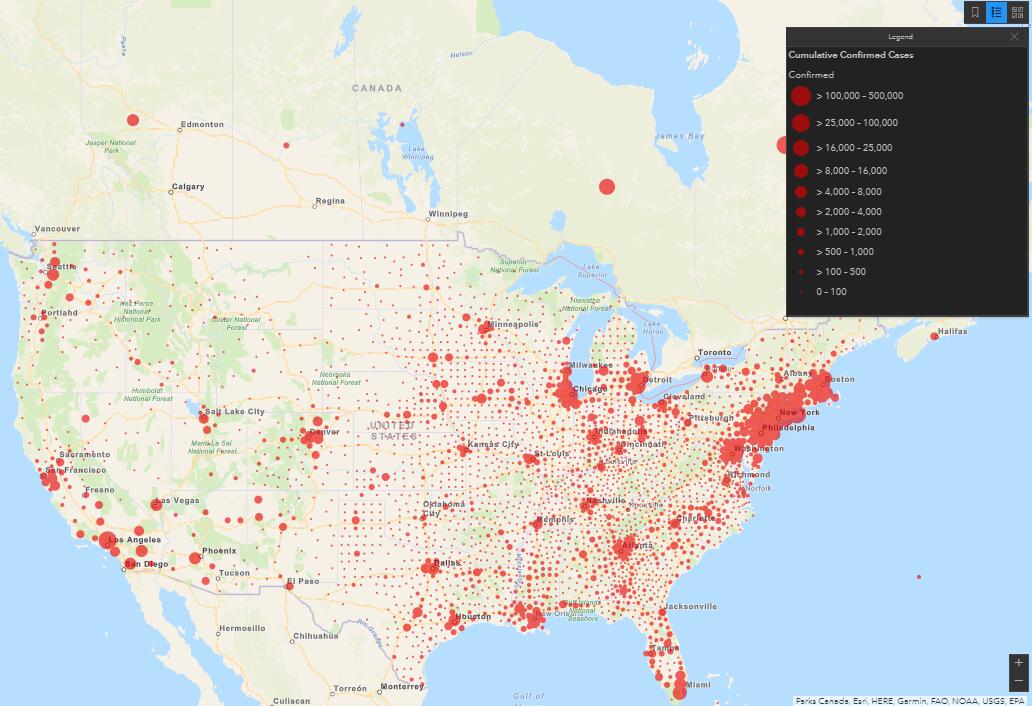 Legend
Cumulative Confirmed Cases
Confirmed
> 100,000 – 500,000
> 25,000 – 100,000
> 16,000 – 25,000
> 8,000 – 16,000
> 4,000 – 8,000
> 2,000 – 4,000
> 1,000 – 2,000
> 500 – 1,000
> 100 – 500
0 – 100
Peace
Nelson
CANADA
Edmonton
Jasper National
Park
Lake
Winnipeg
James Bay
Calgary
Regina
Winnipeg
Vancouver
Seattle
Superior
National Forest
Lake
Superior
Nez Perce
National
Historical Park
Hiawatha
National Forest
Portland
Custer National
Forest
Minneapolis
Lake
Huron
Halifax
Toronto
Milwaukee
Albany
Boston
Nebraska
National Forest
Detroit
Chicago
Humboldt
National Forest
Cleveland
Salt Lake City
New York
Pittsburgh
UNITED
STATES
Denver
Indianapolis
Philadelphia
Manti-La Sal
National Forest
Kansas City
Cincinnati
Washington
Sacramento
St Louis
Louisville
San Francisco
Richmond
Fresno
Norfolk
Las Vegas
Oklahoma
City
Nashville
Knoxville
Memphis
Charlotte
Los Angeles
Atlanta
Phoenix
San Diego
Dallas
Tucson
El Paso
Mississippi
Jacksonville
Gulf Islands
National
Seashore
New Orleans
Houston
Hermosillo
Chihuahua
Rio Grande
Tampa
Torreón
Monterrey
Miami
Gulf of
Culiacan
+
−
Parks Canada, Esri, HERE, Garmin, FAO, NOAA, USGS, EPA